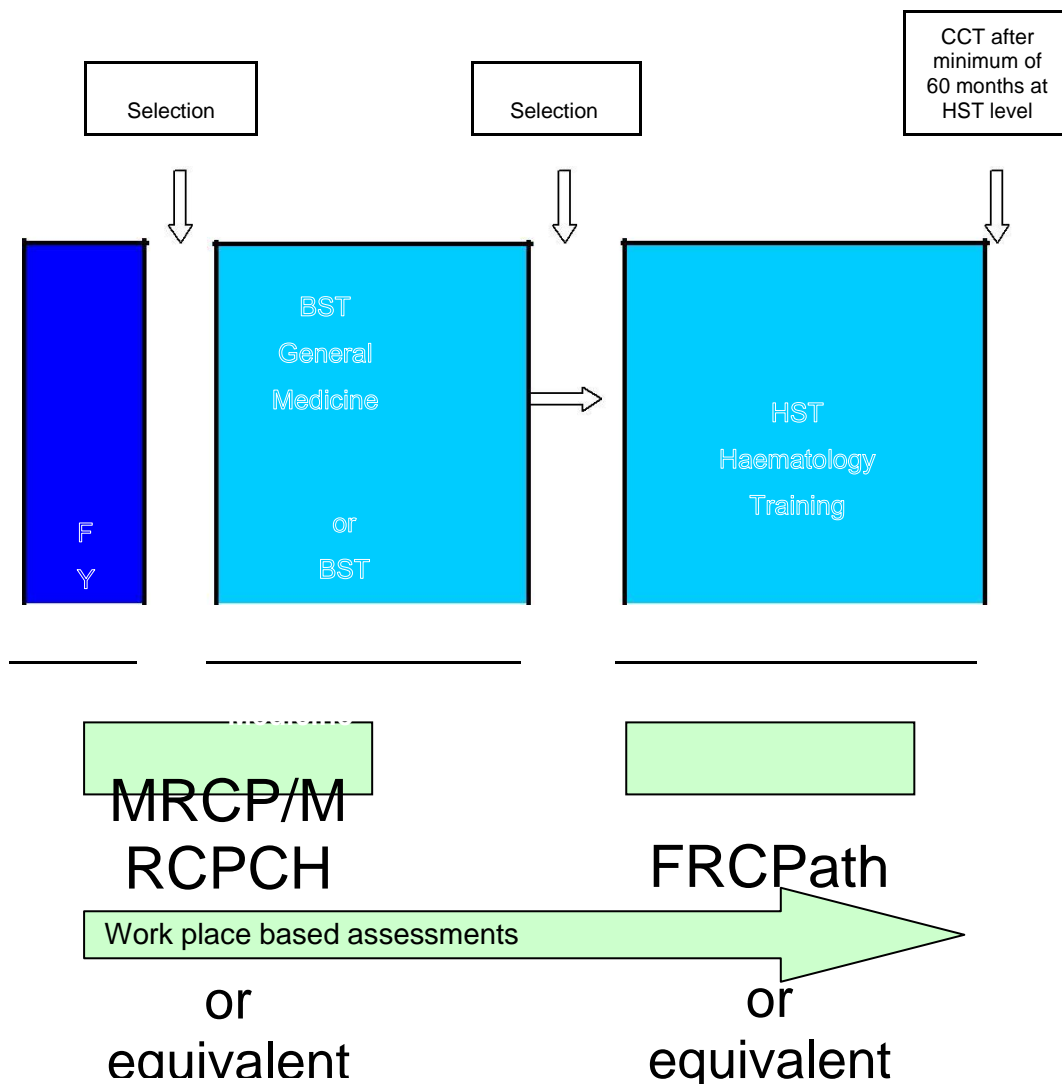 CCT after
minimum of
60 months at
HST level
Selection
Selection
BST
General
Medicine
or
BST
F
Y
HST
Haematology
Training
MRCP/M
RCPCH
FRCPath
Work place based assessments
or
equivalent
or
equivalent